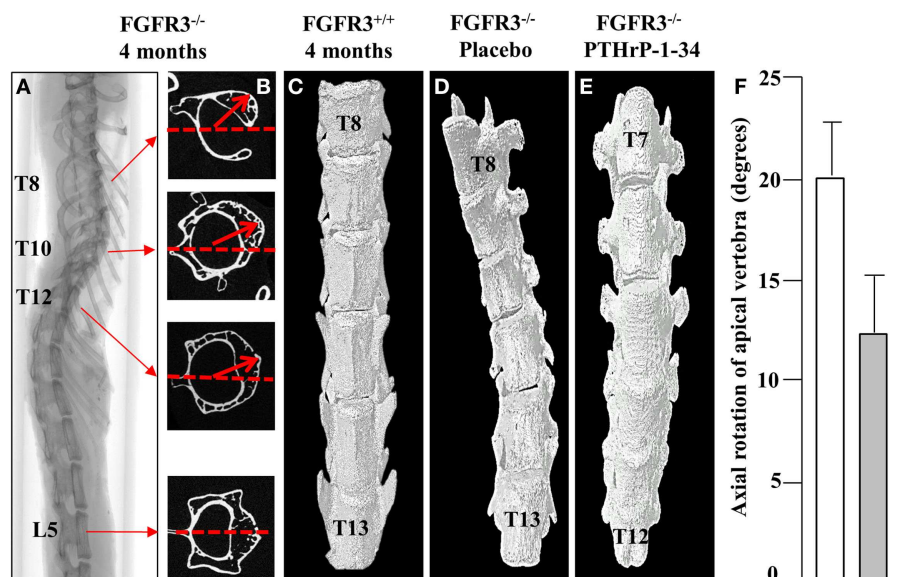 FGFR3-/-
4 months
FGFR3+/+
4 months
FGFR3-/-
Placebo
FGFR3-/-
PTHrP-1-34
A
B
C
D
E
F
T8
T10
T12
L5
T8
T13
T8
T13
T7
T12
Axial rotation of apical vertebra (degrees)
25
20
15
10
5
0